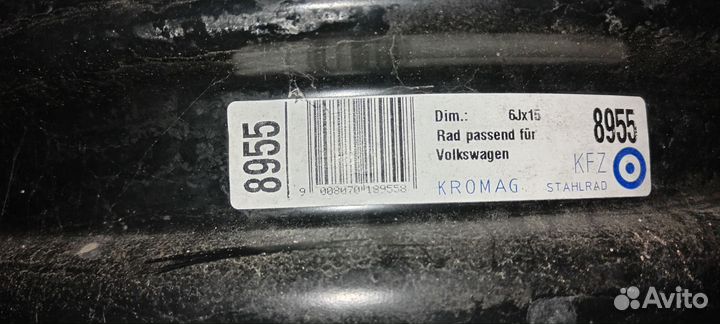 8955
9 008070 189558
Dim.: 6Jx15
Rad passend für
Volkswagen
8955
KFZ
KROMAG STAHLRAD
Avito